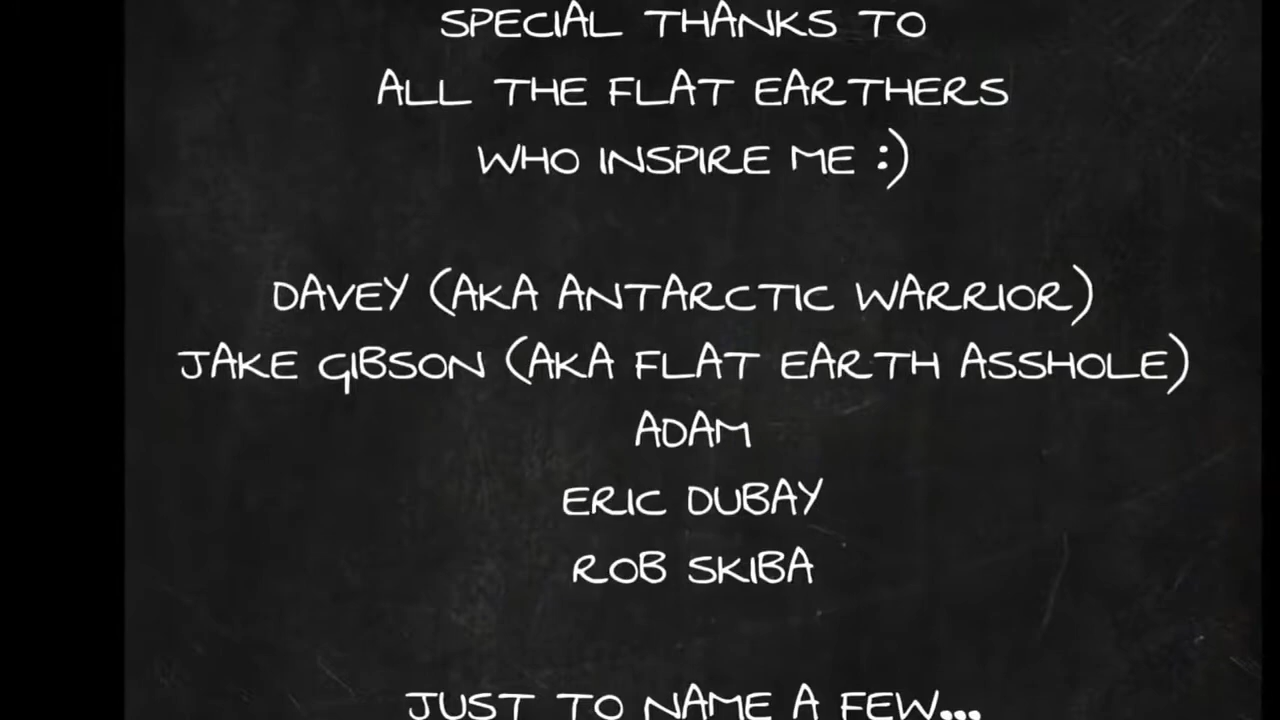 SPECIAL THANKS TO
ALL THE FLAT EARTHERS
WHO INSPIRE ME :)
DAVEY (AKA ANTARCTIC WARRIOR)
JAKE GIBSON (AKA FLAT EARTH ASSHOLE)
ADAM
ERIC DUBAY
ROB SKIBA
JUST TO NAME A FEW...